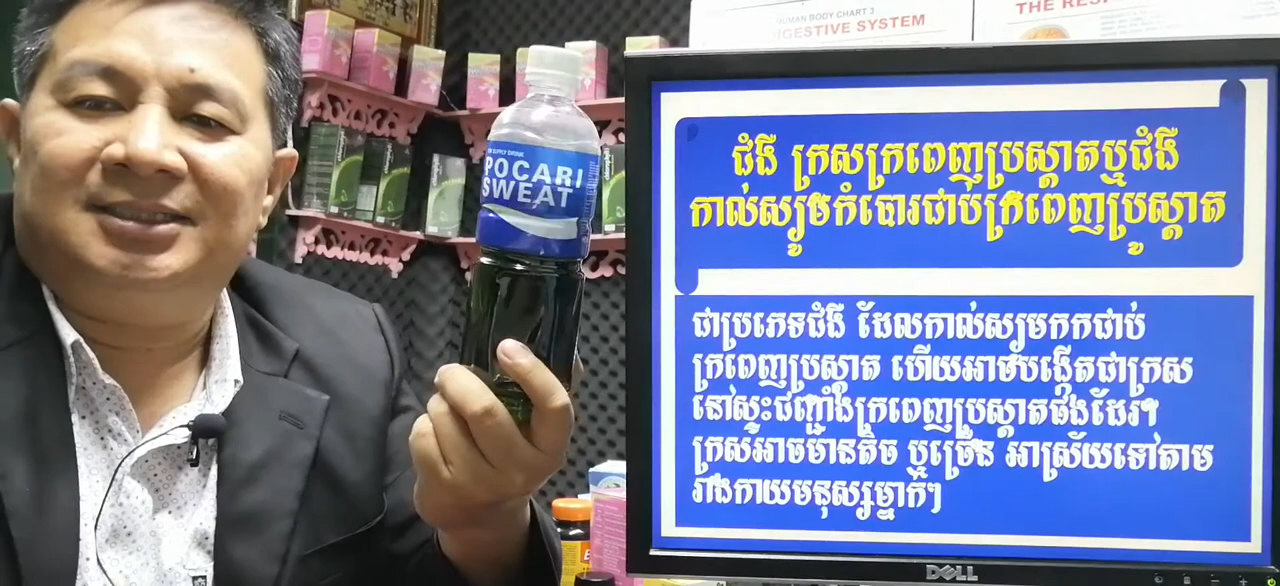 HUMAN BODY CHART 3
DIGESTIVE SYSTEM
THE RES
POCARI
SWEAT
ជំងឺ ក្រសក្រពេញប្រស្តាតឬជំងឺ
កាល់ស្យូមកំបោរជាប់ក្រពេញប្រូស្តាត
ជាប្រភេទជំងឺ ដែលកាល់ស្យូមកកជាប់
ក្រពេញប្រូស្តាត ហើយអាចបង្កើតជាក្រស
នៅស្ទះជញ្ជាំងក្រពេញប្រូស្តាតផងដែរ។
ក្រសអាចមានតិច ឬច្រើន អាស្រ័យទៅតាម
រាងកាយមនុស្សម្នាក់ៗ
DELL